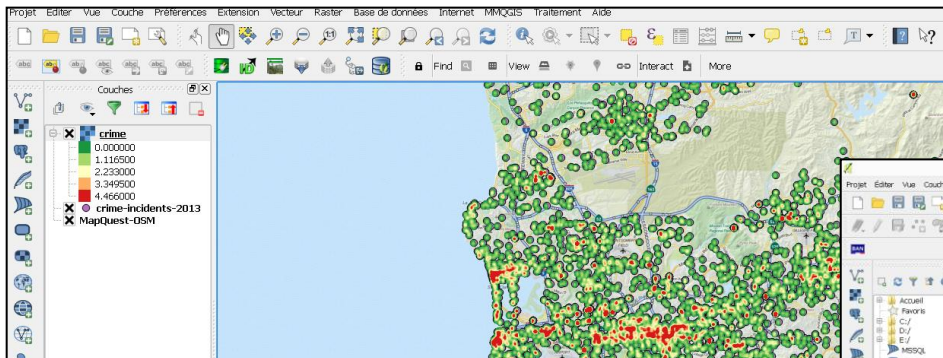 Projet Editer Vue Couche Préférences Extension Vecteur Raster Base de données Internet MMQGIS Traitement Aide
Find View Interact More
Couches
crime
0.000000
1.116500
2.233000
3.349500
4.466000
crime-incidents-2013
MapQuest-OSM
Projet Éditer Vue Couch
BAN
Accueil
Favoris
C:/
D:/
E:/
MSSQL